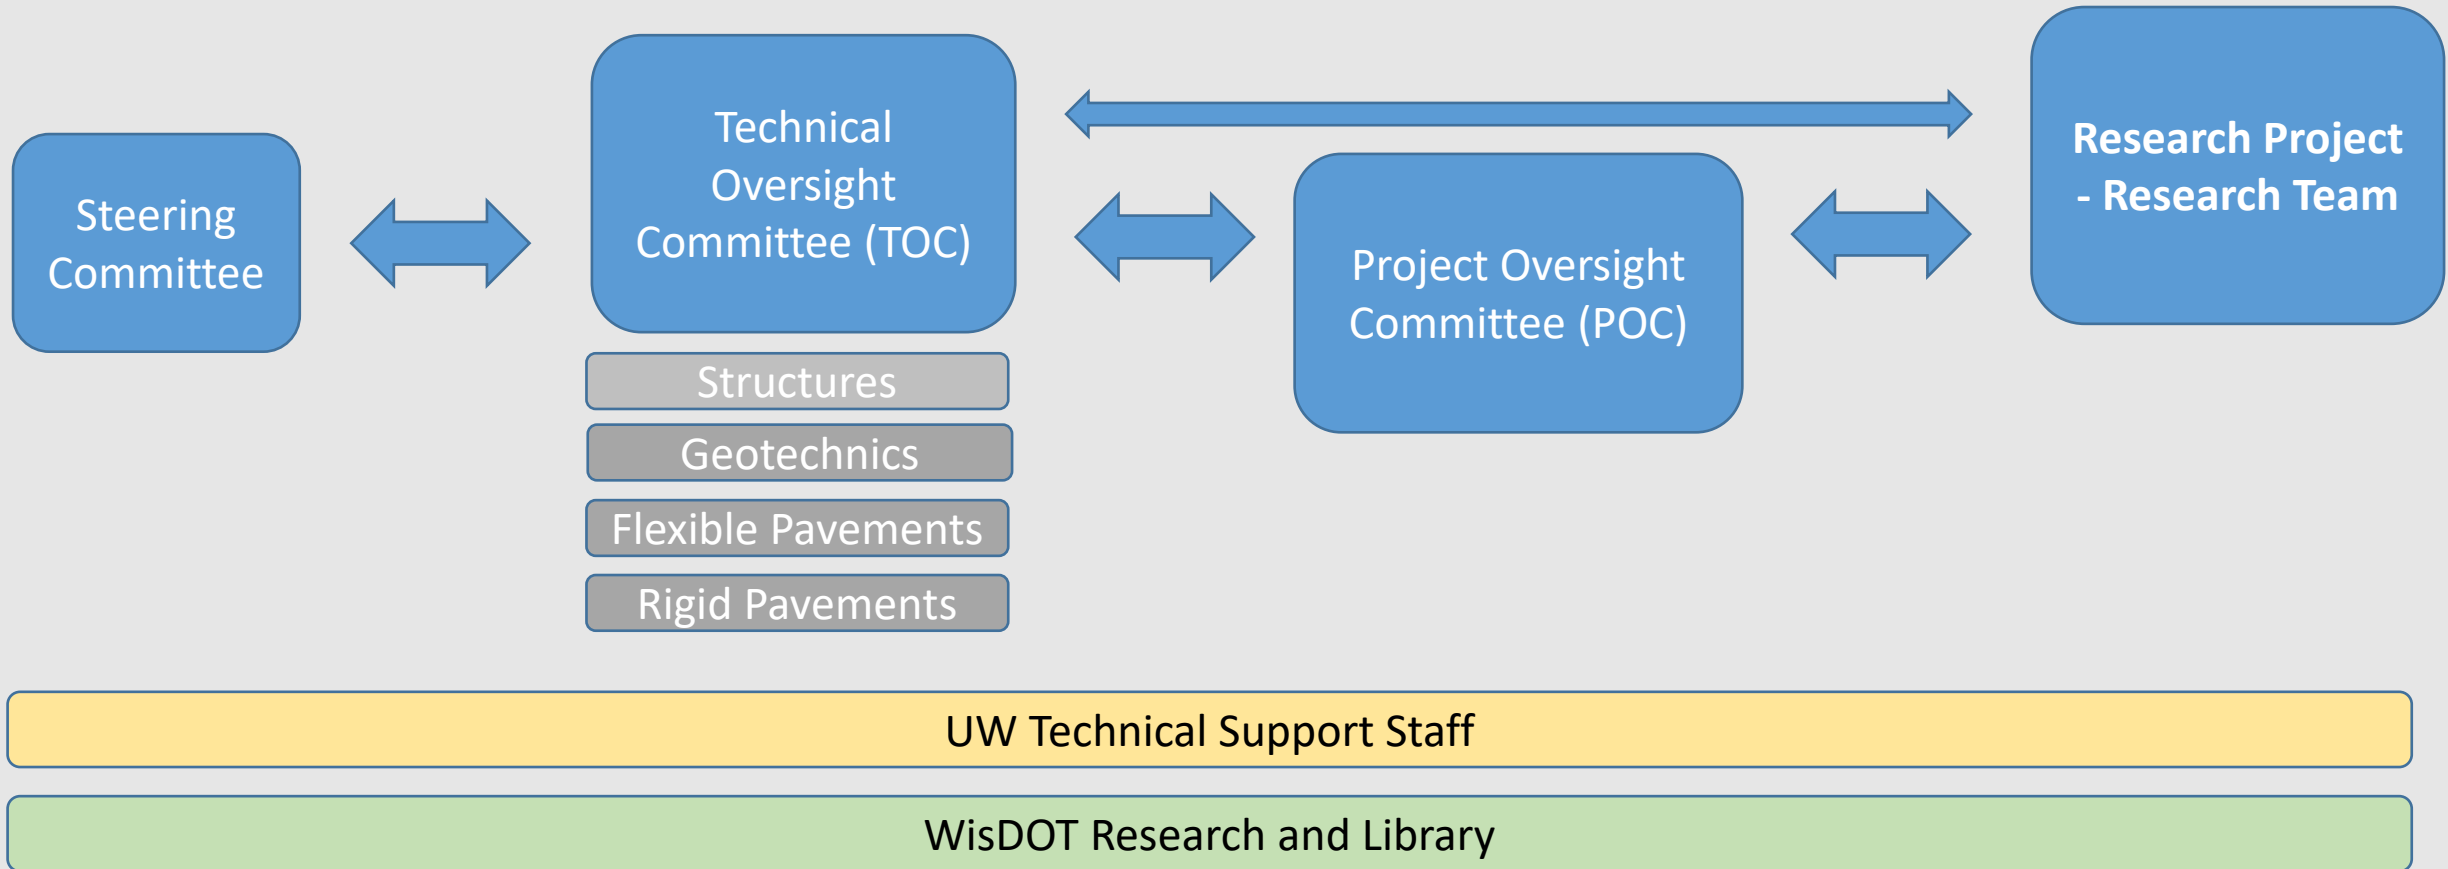 Steering
Committee
Technical
Oversight
Committee (TOC)
Structures
Geotechnics
Flexible Pavements
Rigid Pavements
Project Oversight
Committee (POC)
Research Project
- Research Team
UW Technical Support Staff
WisDOT Research and Library